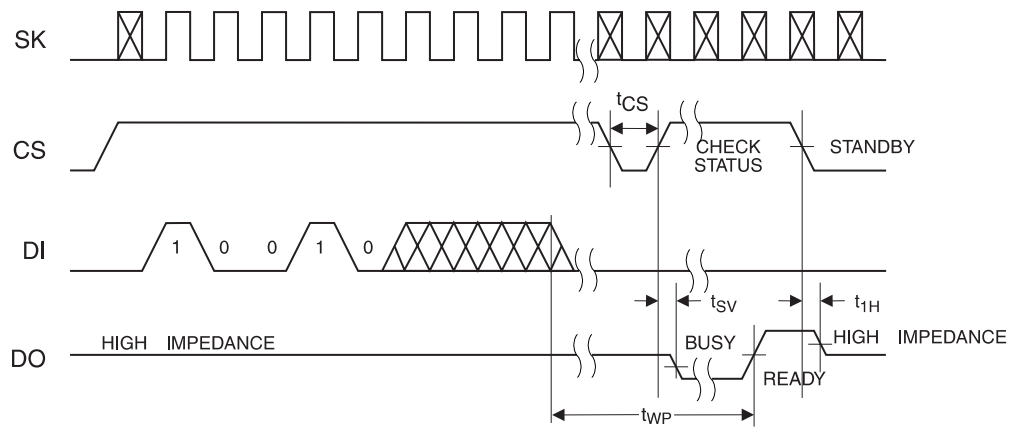 SK
tCS
CS
CHECK
STATUS
STANDBY
DI
1 0 0 1 0
tSV
t1H
DO
HIGH IMPEDANCE
BUSY
READY
HIGH IMPEDANCE
tWP